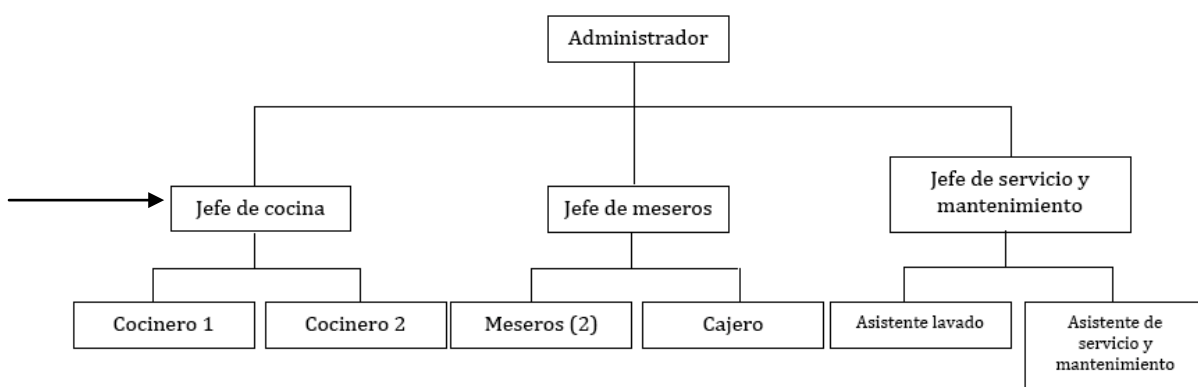 Administrador
Jefe de cocina
Jefe de meseros
Jefe de servicio y
mantenimiento
Cocinero 1
Cocinero 2
Meseros (2)
Cajero
Asistente lavado
Asistente de
servicio y
mantenimiento